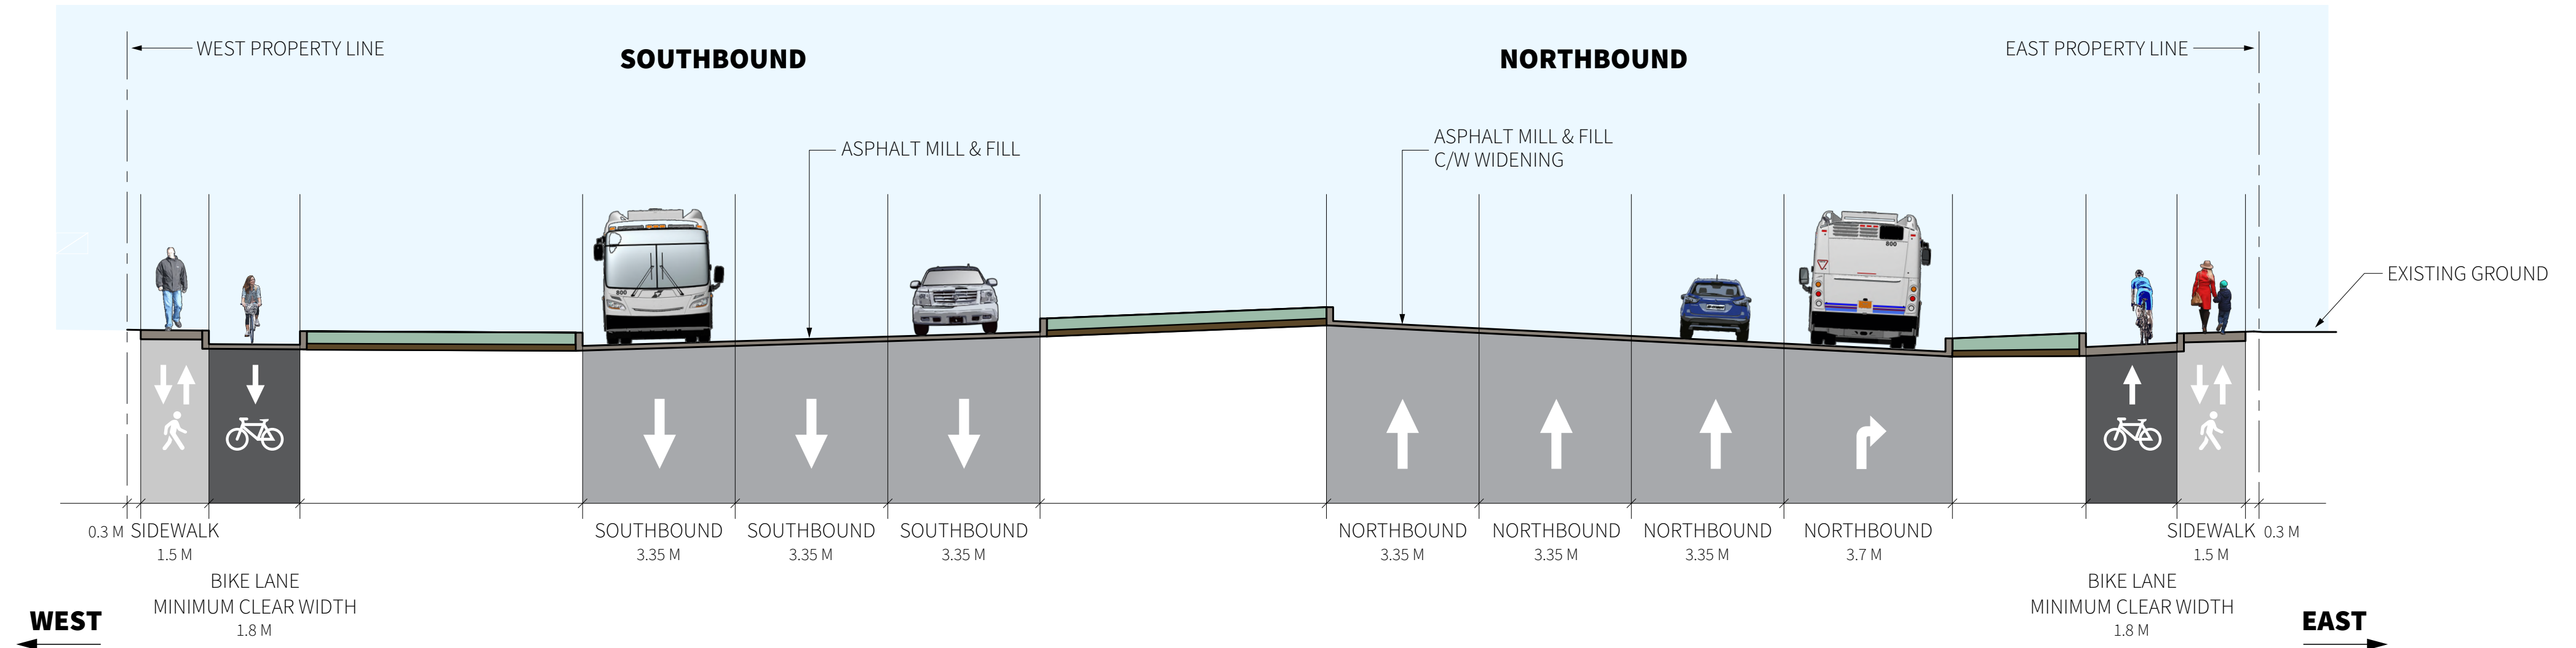 WEST PROPERTY LINE
SOUTHBOUND
NORTHBOUND
EAST PROPERTY LINE
ASPHALT MILL & FILL
ASPHALT MILL & FILL
C/W WIDENING
800
800
EXISTING GROUND
0.3 M
SIDEWALK
1.5 M
BIKE LANE
MINIMUM CLEAR WIDTH
1.8 M
SOUTHBOUND
3.35 M
SOUTHBOUND
3.35 M
SOUTHBOUND
3.35 M
NORTHBOUND
3.35 M
NORTHBOUND
3.35 M
NORTHBOUND
3.35 M
NORTHBOUND
3.7 M
BIKE LANE
MINIMUM CLEAR WIDTH
1.8 M
SIDEWALK
1.5 M
0.3 M
WEST
EAST